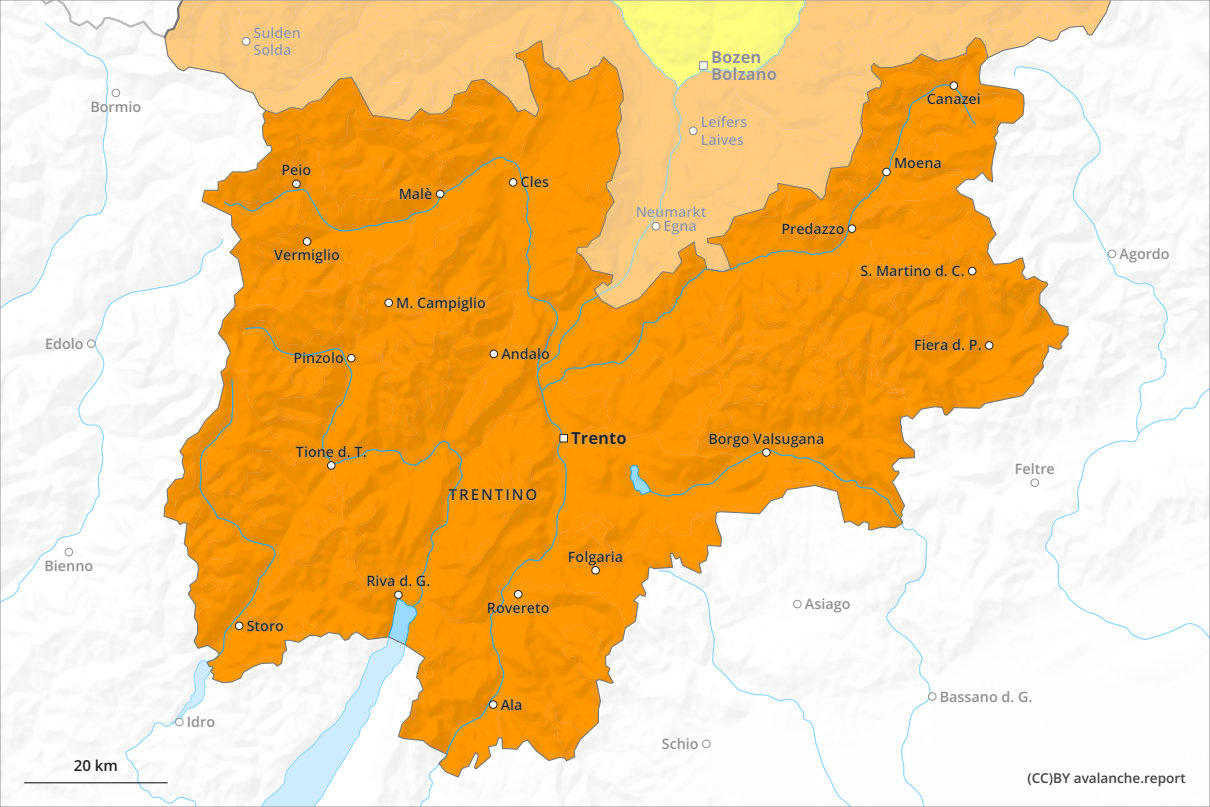 Sulden
Solda
Bozen
Bolzano
Bormio
Canazei
Leifers
Laives
Moena
Peio
Malè
Cles
Neumarkt
Egna
Predazzo
Vermiglio
Agordo
S. Martino d. C.
M. Campiglio
Edolo
Pinzolo
Andalo
Fiera d. P.
Trento
Borgo Valsugana
Tione d. T.
Feltre
TRENTINO
Bienno
Folgaria
Riva d. G.
Rovereto
Asiago
Storo
Bassano d. G.
Ala
Idro
Schio
20 km
(CC)BY avalanche.report